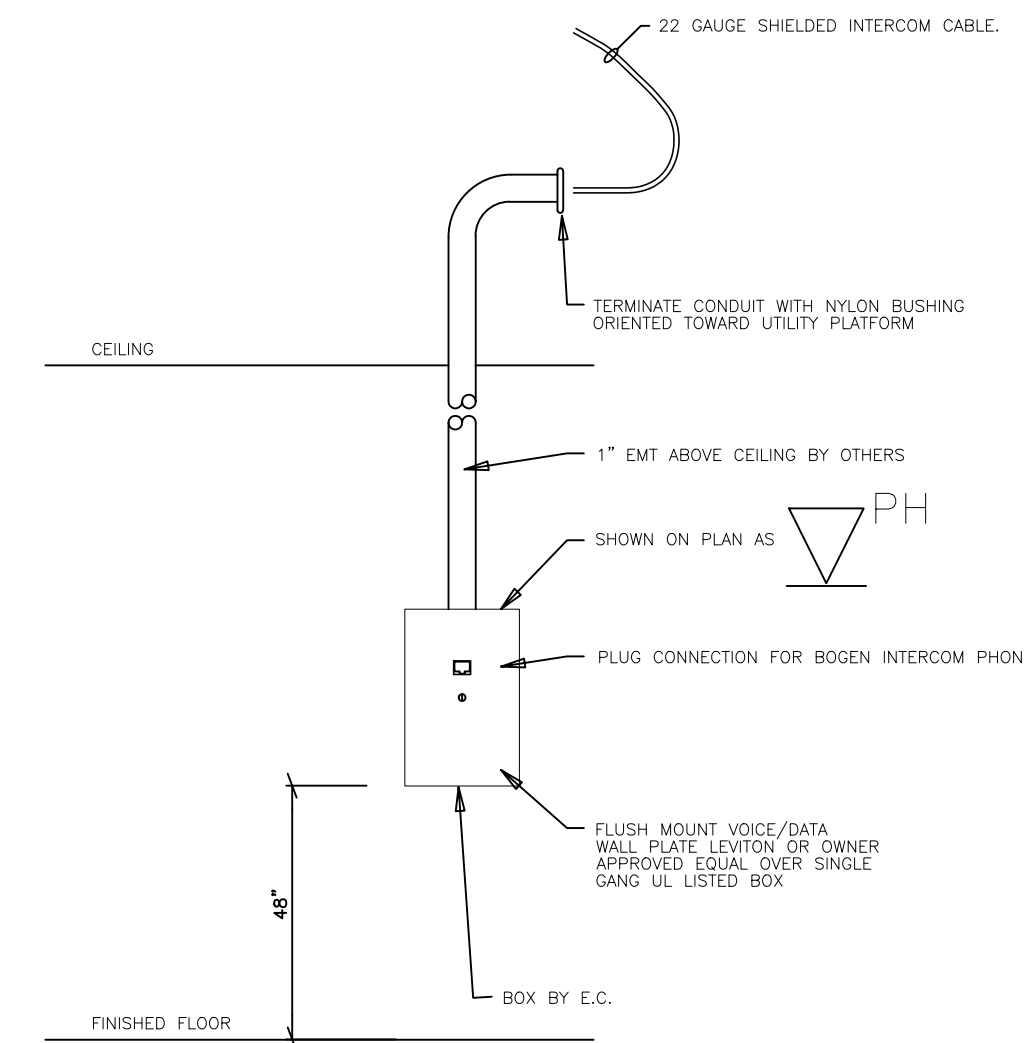 22 GAUGE SHIELDED INTERCOM CABLE.
TERMINATE CONDUIT WITH NYLON BUSHING
ORIENTED TOWARD UTILITY PLATFORM
CEILING
1" EMT ABOVE CEILING BY OTHERS
PH
SHOWN ON PLAN AS
PLUG CONNECTION FOR BOGEN INTERCOM PHON
FLUSH MOUNT VOICE/DATA
WALL PLATE LEVITON OR OWNER
APPROVED EQUAL OVER SINGLE
GANG UL LISTED BOX
48"
BOX BY E.C.
FINISHED FLOOR